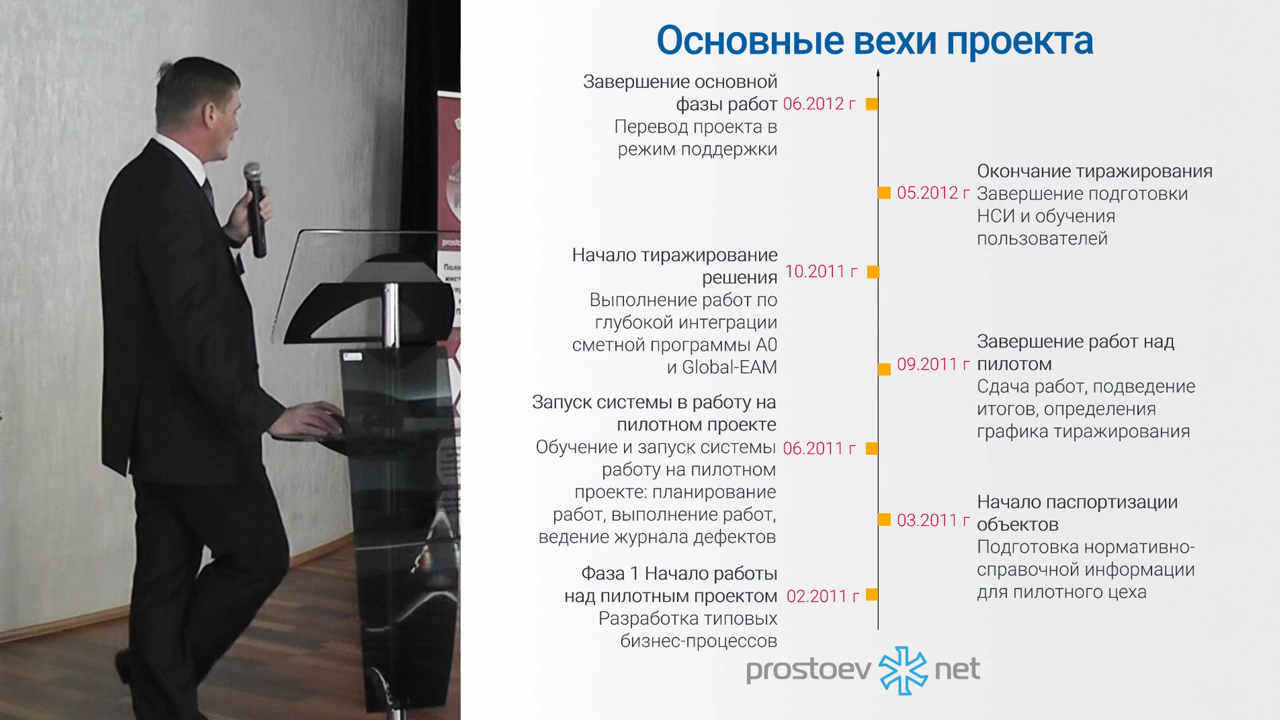 Основные вехи проекта
Завершение основной
фазы работ
06.2012 г
Перевод проекта в
режим поддержки
Окончание тиражирования
05.2012 г
Завершение подготовки
НСИ и обучения
пользователей
Начало тиражирование
решения
10.2011 г
Выполнение работ по
глубокой интеграции
сметной программы А0
и Global-EAM
Завершение работ над
пилотом
09.2011 г
Сдача работ, подведение
итогов, определения
графика тиражирования
Запуск системы в работу на
пилотном проекте
Обучение и запуск системы
06.2011 г
работу на пилотном
проекте: планирование
работ, выполнение работ,
ведение журнала дефектов
Начало паспортизации
объектов
03.2011 г
Подготовка нормативно-
справочной информации
для пилотного цеха
Фаза 1 Начало работы
над пилотным проектом
02.2011 г
Разработка типовых
бизнес-процессов
prostoev net